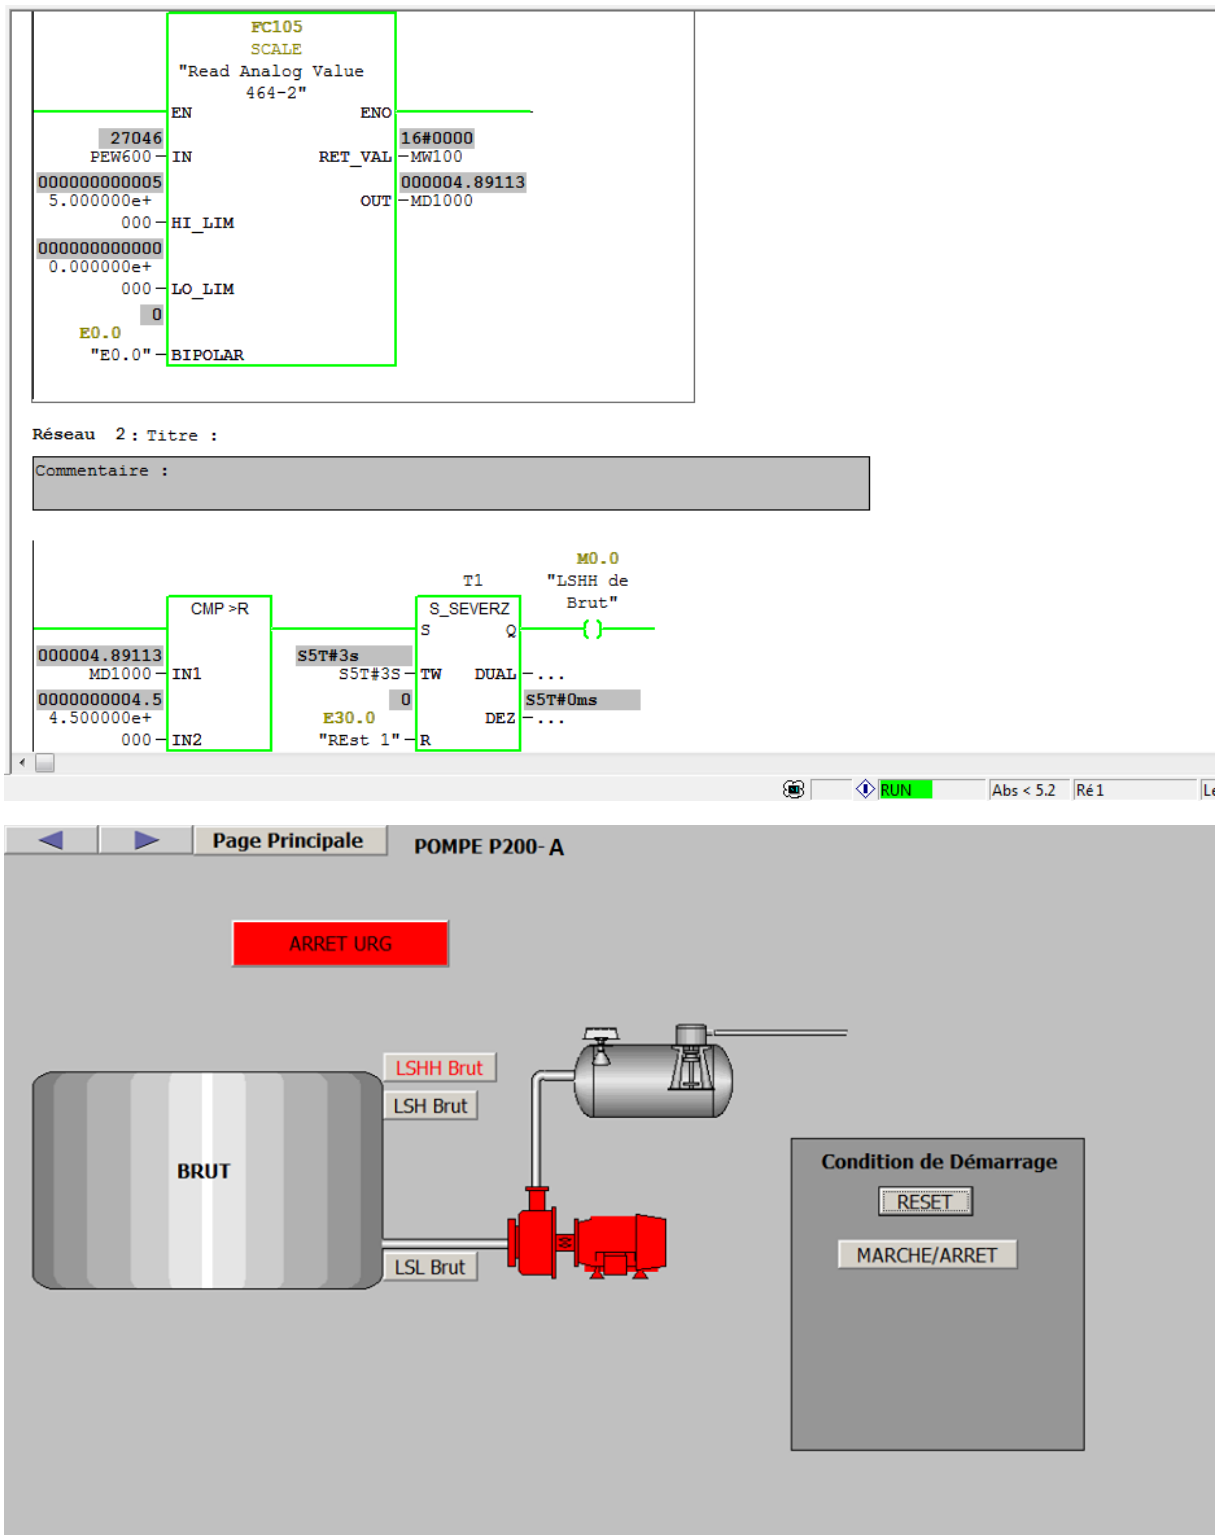 FC105
SCALE
"Read Analog Value
464-2"
EN ENO
27046 16#0000
PEW600 IN RET_VAL MW100
000000000005 000004.89113
5.000000e+ OUT MD1000
000 HI_LIM
000000000000
0.000000e+
000 LO_LIM
0
E0.0
"E0.0" BIPOLAR
Réseau 2 : Titre :
Commentaire :
M0.0
T1 "LSHH de
CMP >R S_SEVERZ Brut"
S Q
000004.89113 S5T#3s
MD1000 IN1 S5T#3S TW DUAL ...
0000000004.5 0 S5T#0ms
4.500000e+ E30.0 DEZ ...
000 IN2 "REst 1" R
RUN Abs < 5.2 Ré 1 Le
Page Principale POMPE P200-A
ARRET URG
LSHH Brut
LSH Brut
BRUT
LSL Brut
Condition de Démarrage
RESET
MARCHE/ARRET